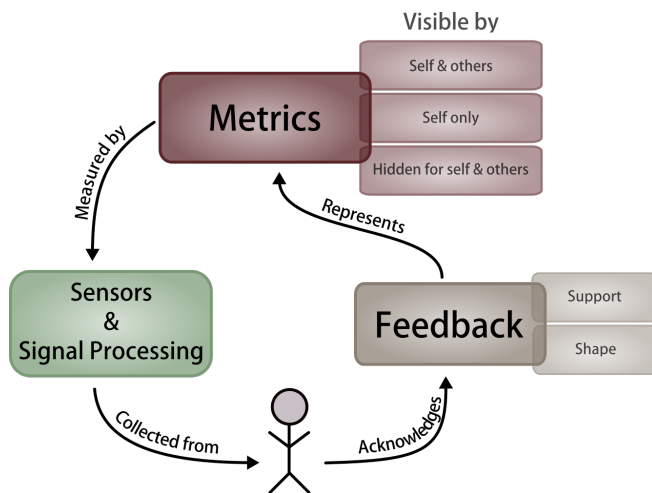 Visible by
Self & others
Metrics
Self only
Hidden for self & others
Measured by
Represents
Sensors
&
Signal Processing
Feedback
Support
Shape
Collected from
Acknowledges